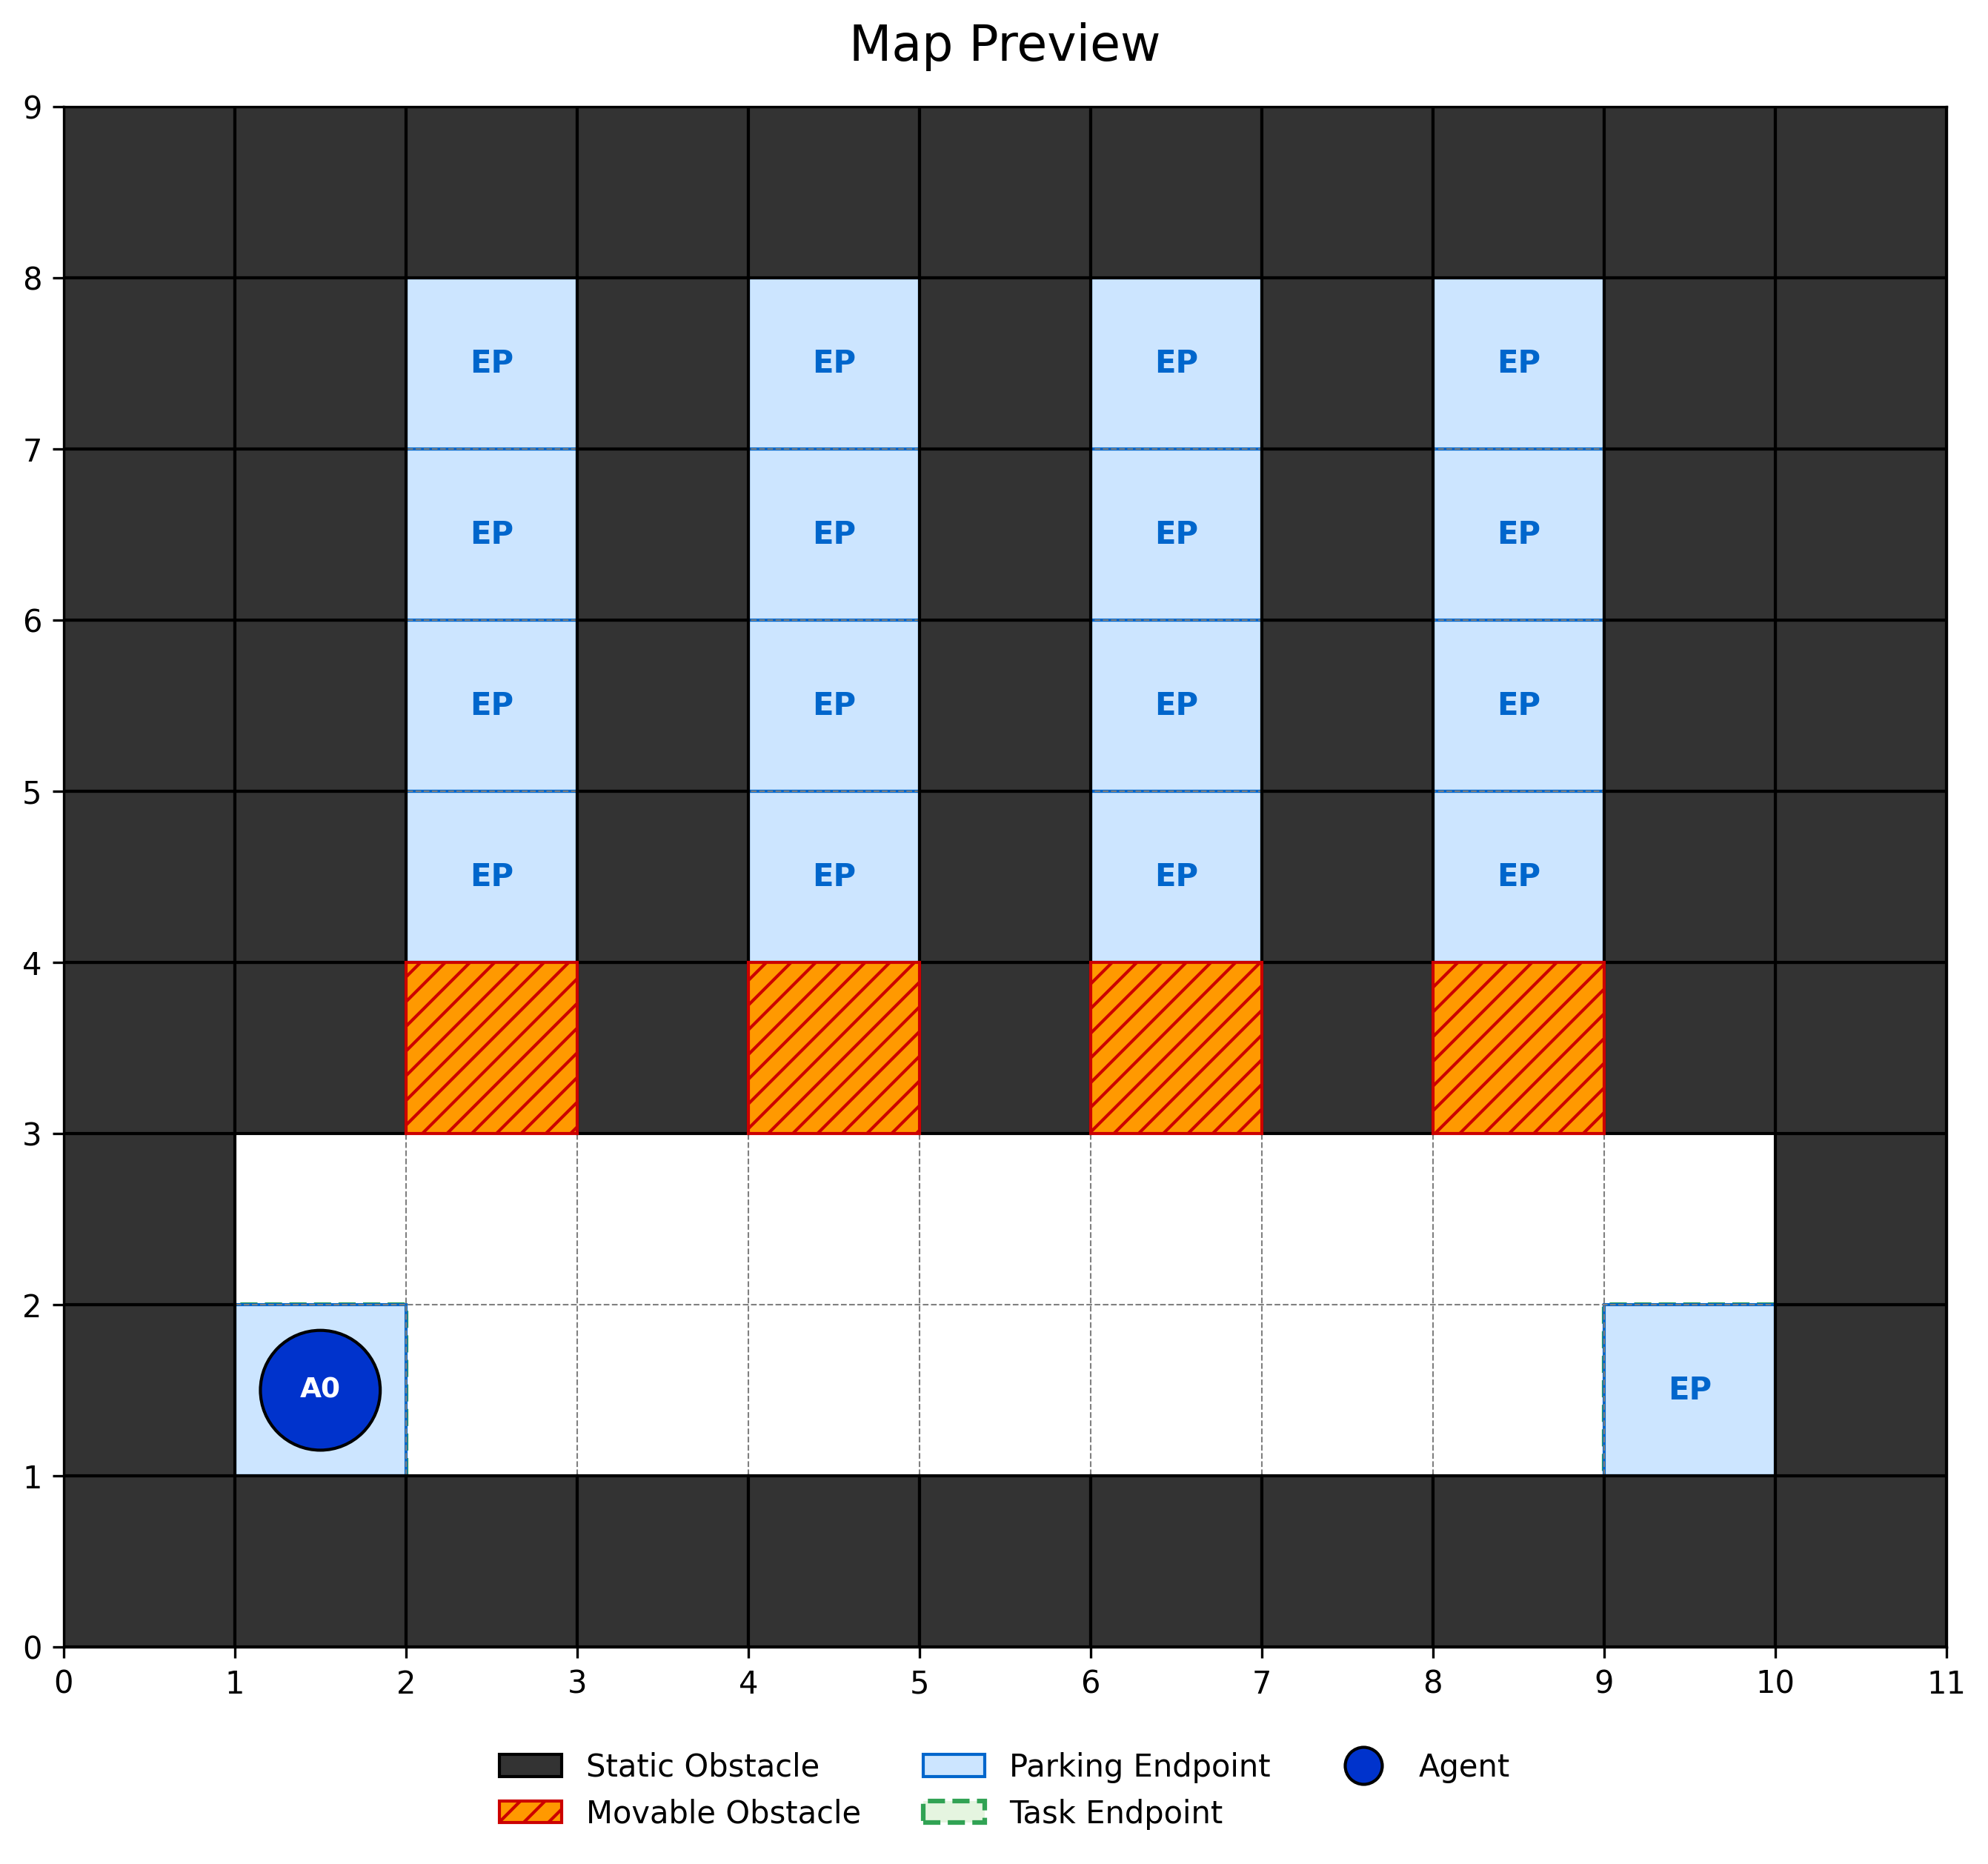 Map Preview
9
8
EP EP EP EP
7
EP EP EP EP
6
EP EP EP EP
5
EP EP EP EP
4
3
2
A0 EP
1
0
0 1 2 3 4 5 6 7 8 9 10 11
Static Obstacle Parking Endpoint Agent
Movable Obstacle Task Endpoint